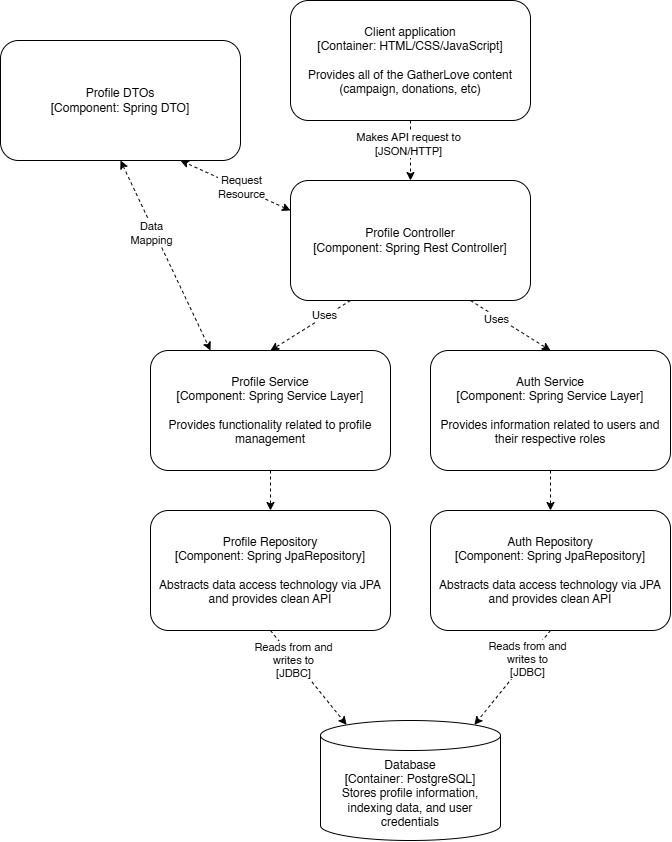 Client application
[Container: HTML/CSS/JavaScript]
Provides all of the GatherLove content
(campaign, donations, etc)
Profile DTOs
[Component: Spring DTO]
Makes API request to
[JSON/HTTP]
Request
Resource
Data
Mapping
Profile Controller
[Component: Spring Rest Controller]
Uses
Uses
Profile Service
[Component: Spring Service Layer]
Provides functionality related to profile
management
Auth Service
[Component: Spring Service Layer]
Provides information related to users and
their respective roles
Profile Repository
[Component: Spring JpaRepository]
Abstracts data access technology via JPA
and provides clean API
Auth Repository
[Component: Spring JpaRepository]
Abstracts data access technology via JPA
and provides clean API
Reads from and
writes to
[JDBC]
Reads from and
writes to
[JDBC]
Database
[Container: PostgreSQL]
Stores profile information,
indexing data, and user
credentials